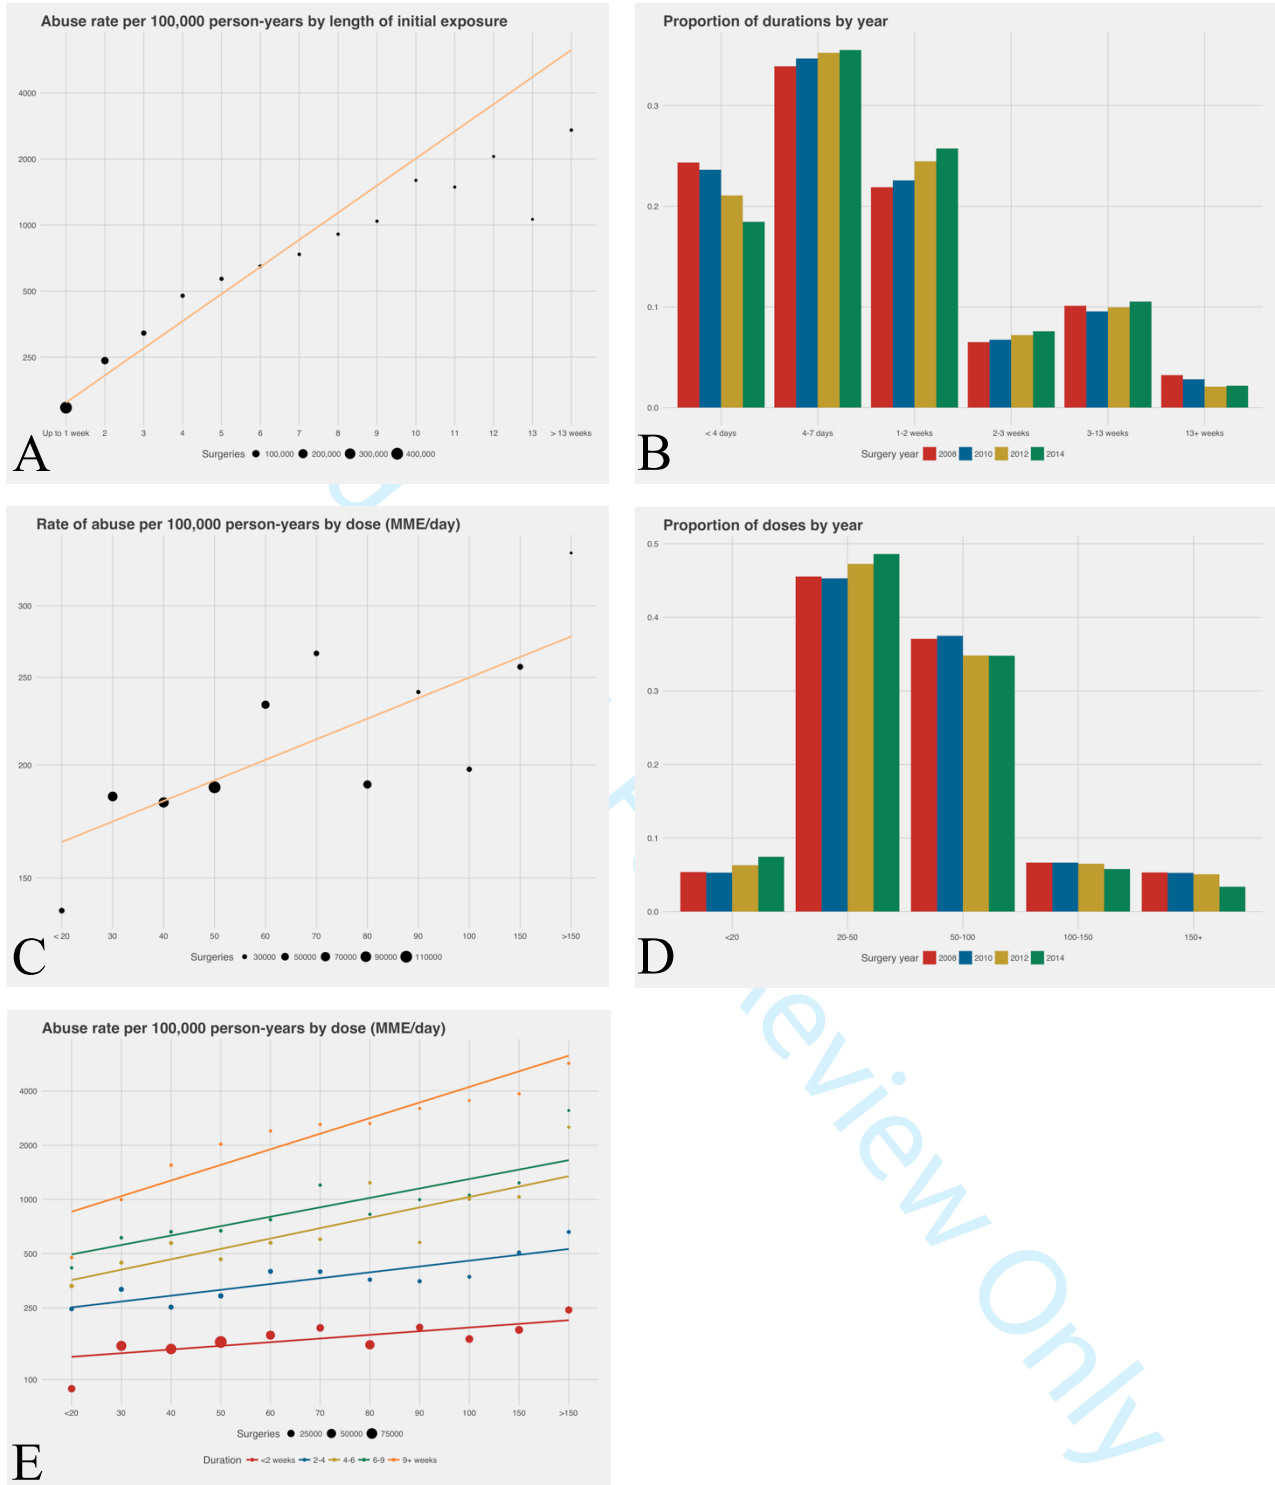 Abuse rate per 100,000 person-years by length of initial exposure
4000
2000
1000
500
250
Up to 1 week 2 3 4 5 6 7 8 9 10 11 12 13 > 13 weeks
Surgeries 100,000 200,000 300,000 400,000
A
Proportion of durations by year
0.3
0.2
0.1
0.0
< 4 days 4-7 days 1-2 weeks 2-3 weeks 3-13 weeks 13+ weeks
Surgery year 2008 2010 2012 2014
B
Rate of abuse per 100,000 person-years by dose (MME/day)
300
250
200
150
< 20 30 40 50 60 70 80 90 100 150 >150
Surgeries 30000 50000 70000 90000 110000
C
Proportion of doses by year
0.5
0.4
0.3
0.2
0.1
0.0
<20 20-50 50-100 100-150 150+
Surgery year 2008 2010 2012 2014
D
Abuse rate per 100,000 person-years by dose (MME/day)
4000
2000
1000
500
250
100
<20 30 40 50 60 70 80 90 100 150 >150
Surgeries 25000 50000 75000
Duration <2 weeks 2-4 4-6 6-9 9+ weeks
E
Only